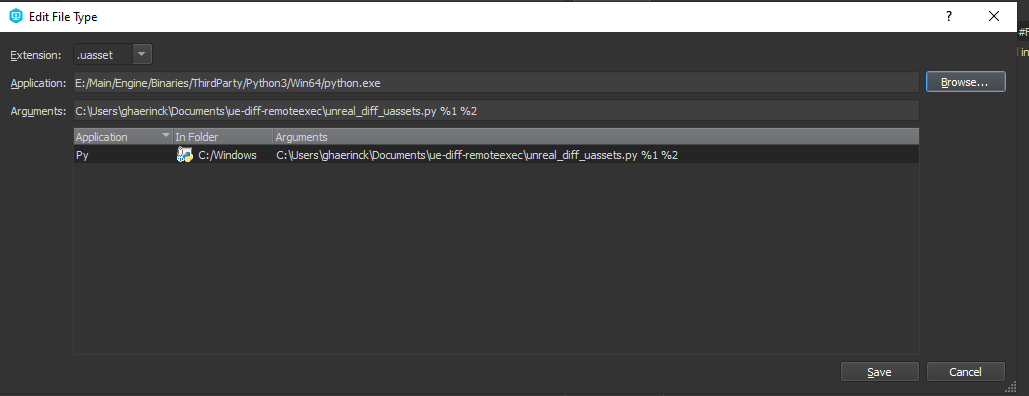 Edit File Type
? 
Extension: .uasset
Application: E:/Main/Engine/Binaries/ThirdParty/Python3/Win64/python.exe Browse...
Arguments: C:\Users\ghaerinck\Documents\ue-diff-remoteexec\unreal_diff_uassets.py %1 %2
Application In Folder Arguments
Py C:/Windows C:\Users\ghaerinck\Documents\ue-diff-remoteexec\unreal_diff_uassets.py %1 %2
Save Cancel
#F
in